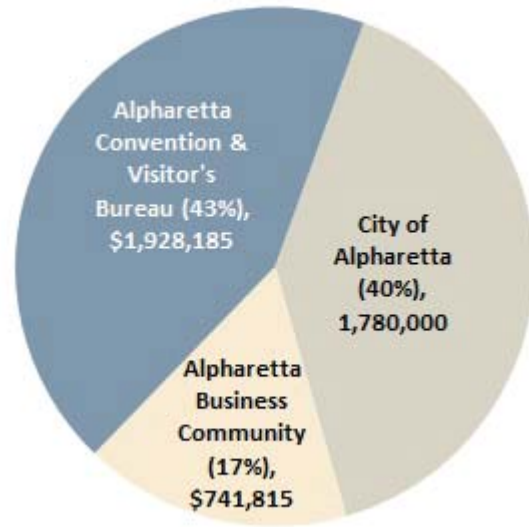 Alpharetta
Convention &
Visitor's
Bureau (43%),
$1,928,185
City of
Alpharetta
(40%),
1,780,000
Alpharetta
Business
Community
(17%),
$741,815